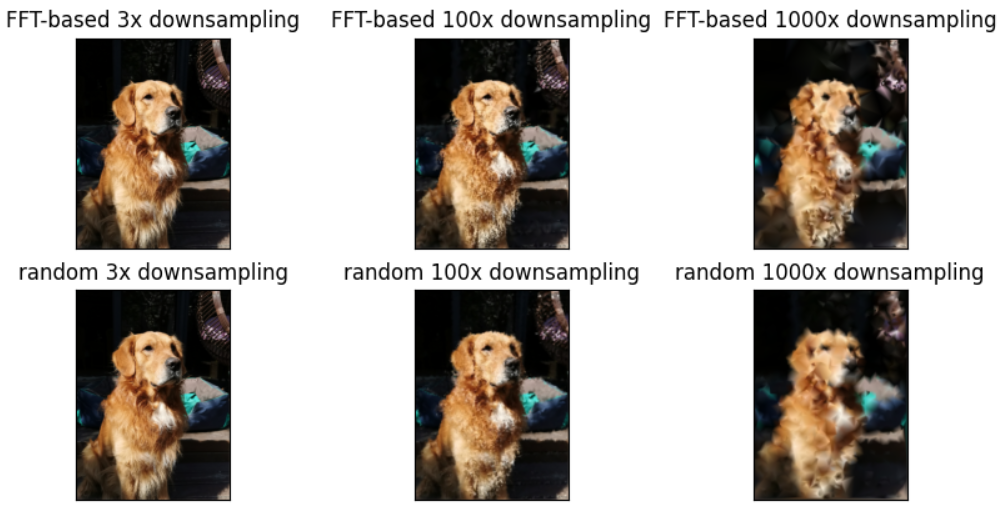 FFT-based 3x downsampling
FFT-based 100x downsampling
FFT-based 1000x downsampling
random 3x downsampling
random 100x downsampling
random 1000x downsampling